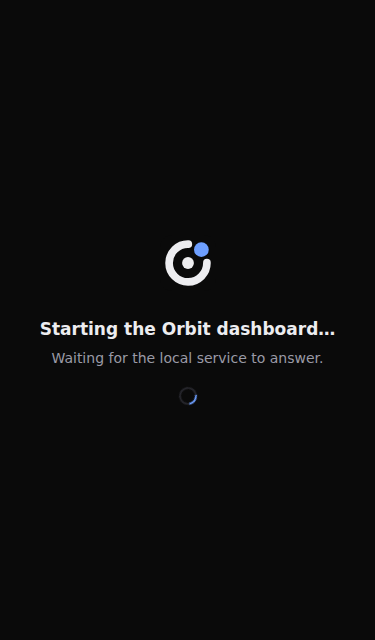 Starting the Orbit dashboard…
Waiting for the local service to answer.